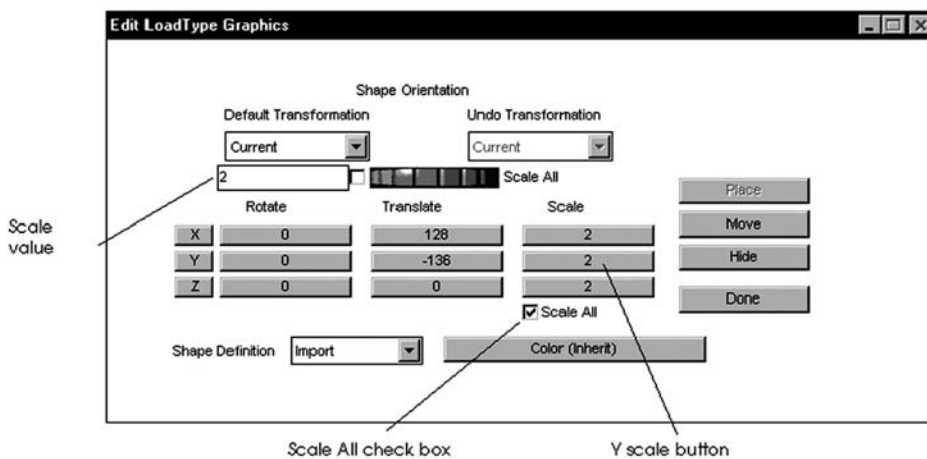 Edit LoadType Graphics
Shape Orientation
Default Transformation Undo Transformation
Current Current
2 Scale All
Scale value
Rotate Translate Scale
Place
X 0 128 2
Move
Y 0 -136 2
Hide
Z 0 0 2
Done
Scale All
Shape Definition Import Color (Inherit)
Scale All check box Y scale button